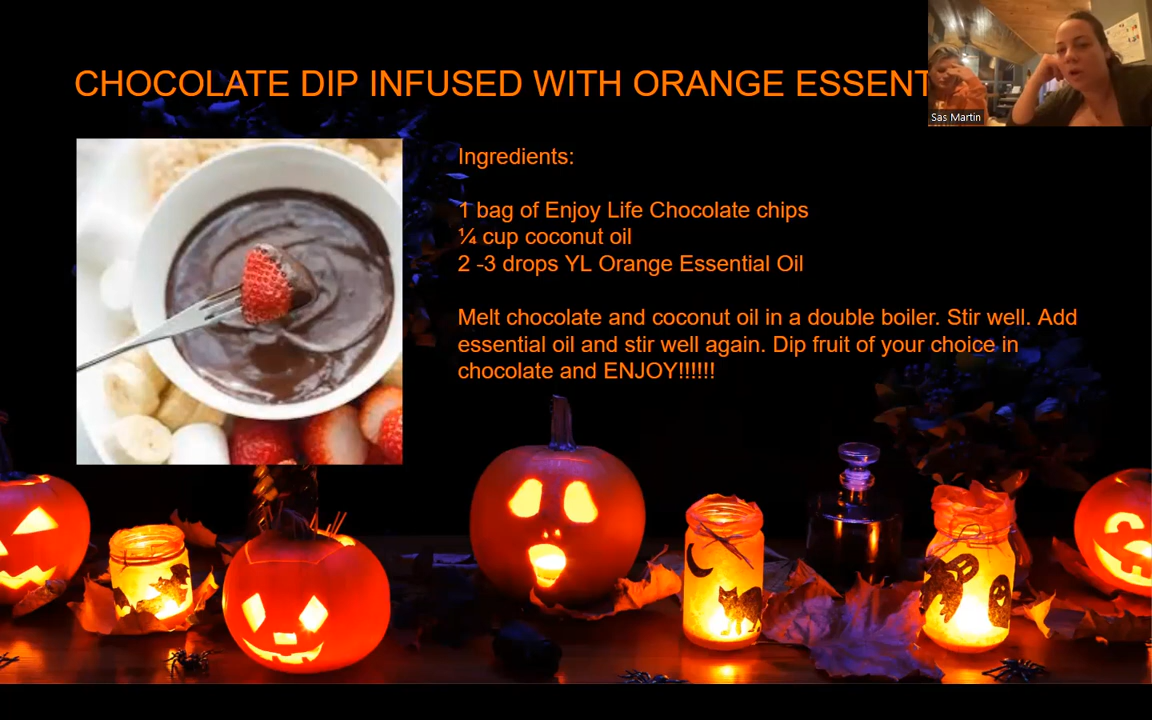 CHOCOLATE DIP INFUSED WITH ORANGE ESSENT
Sas Martin
Ingredients:
1 bag of Enjoy Life Chocolate chips
¼ cup coconut oil
2 -3 drops YL Orange Essential Oil
Melt chocolate and coconut oil in a double boiler. Stir well. Add
essential oil and stir well again. Dip fruit of your choice in
chocolate and ENJOY!!!!!!